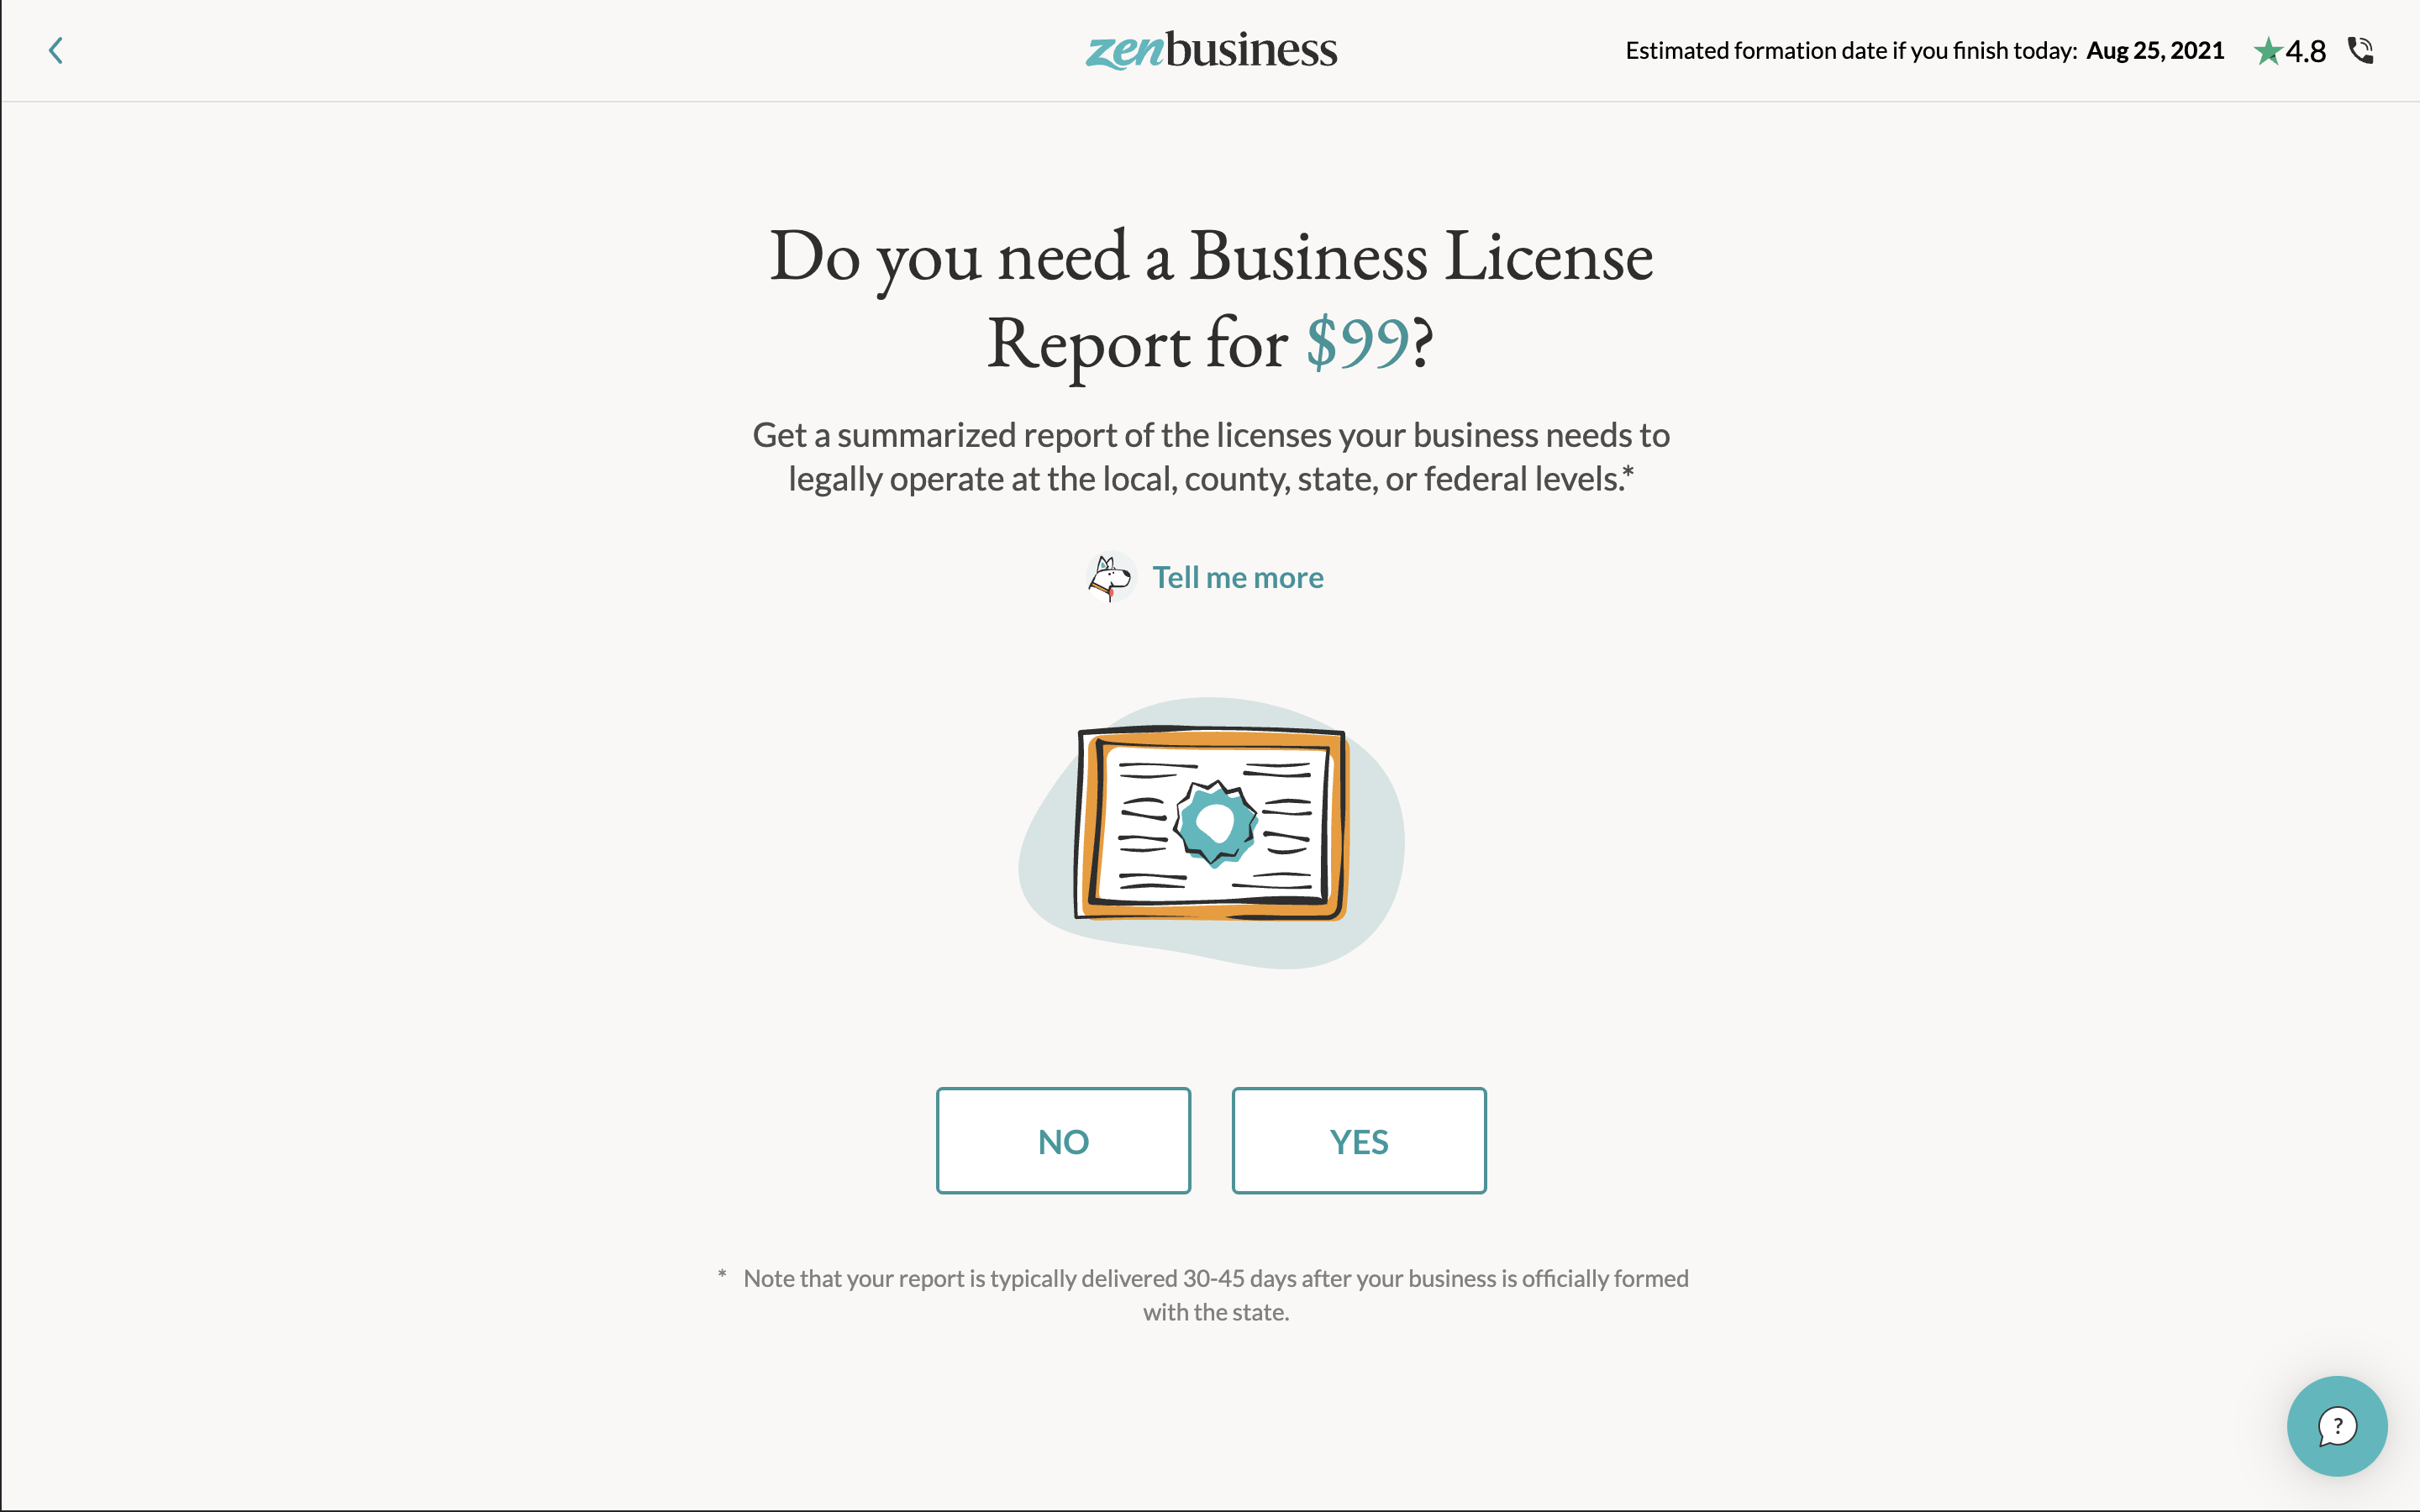 zenbusiness
Estimated formation date if you finish today: Aug 25, 2021
4.8
Do you need a Business License
Report for $99?
Get a summarized report of the licenses your business needs to
legally operate at the local, county, state, or federal levels.*
Tell me more
NO
YES
* Note that your report is typically delivered 30-45 days after your business is officially formed
with the state.
?